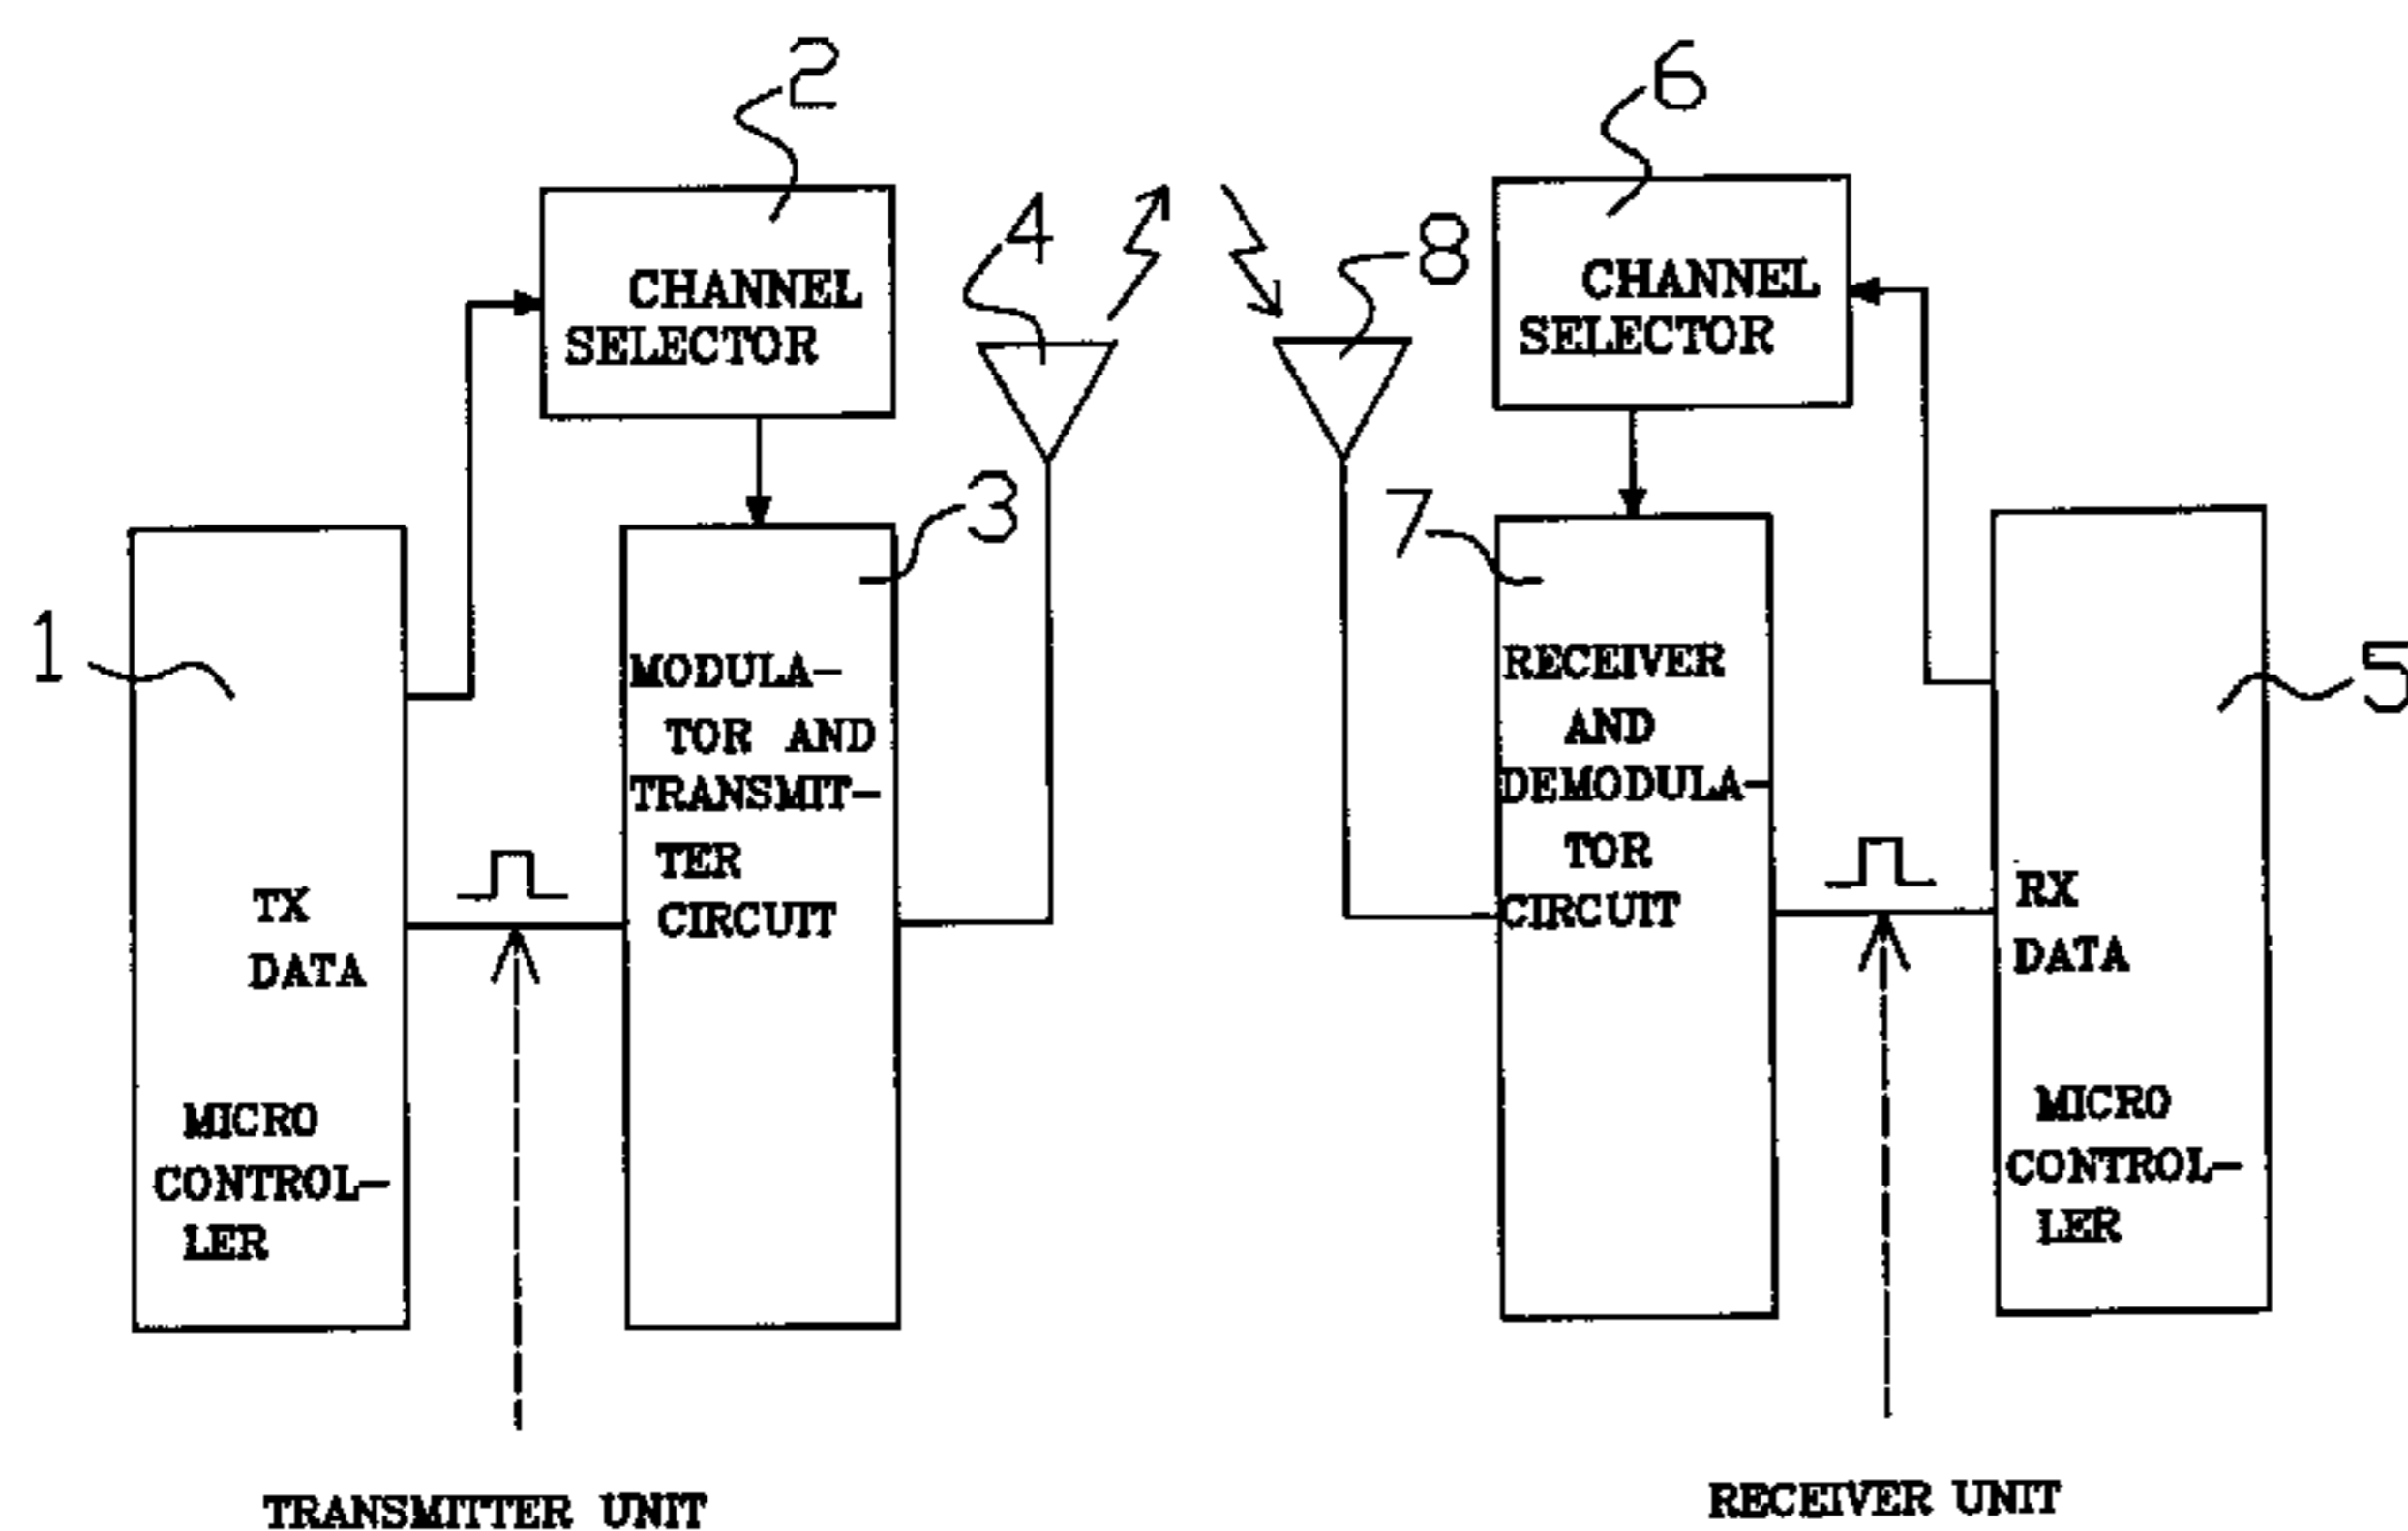 2
6
4
8
CHANNEL
SELECTOR
CHANNEL
SELECTOR
3
7
1
5
MODULA-
TOR AND
TRANSMIT-
TER
CIRCUIT
RECEIVER
AND
DEMODULA-
TOR
CIRCUIT
TX
DATA
RX
DATA
MICRO
CONTROL-
LER
MICRO
CONTROL-
LER
TRANSMITTER UNIT
RECEIVER UNIT